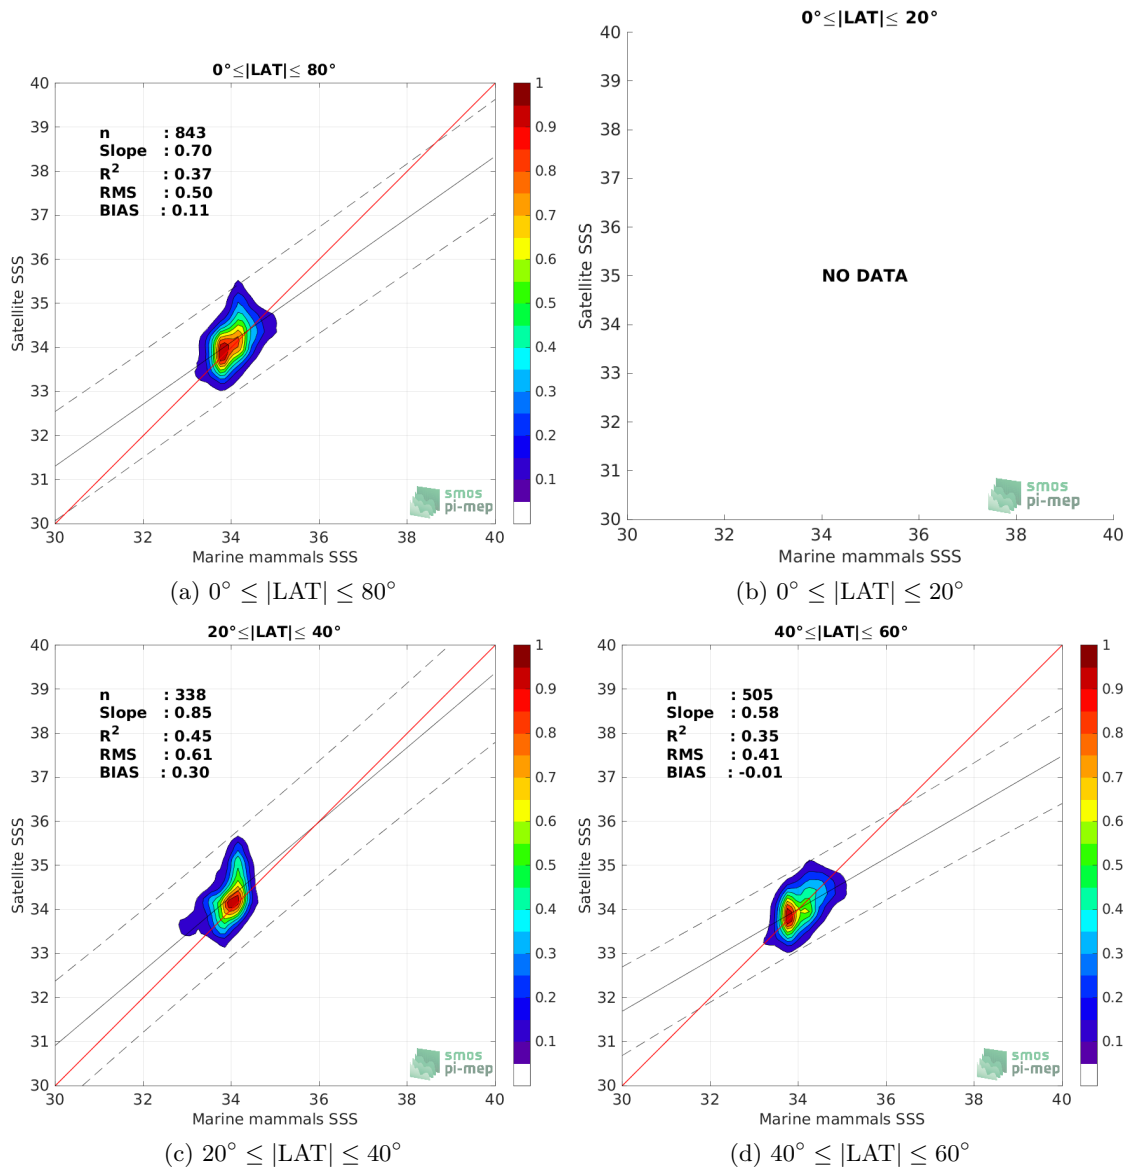 0°≤|LAT|≤ 80°
n : 843
Slope : 0.70
R² : 0.37
RMS : 0.50
BIAS : 0.11
40
39
38
37
36
35
34
33
32
31
30
Satellite SSS
30 32 34 36 38 40
Marine mammals SSS
1
0.9
0.8
0.7
0.6
0.5
0.4
0.3
0.2
0.1
smos
pi-mep
(a) 0° ≤ |LAT| ≤ 80°
0°≤|LAT|≤ 20°
40
39
38
37
36
35
34
33
32
31
30
Satellite SSS
NO DATA
30 32 34 36 38 40
Marine mammals SSS
smos
pi-mep
(b) 0° ≤ |LAT| ≤ 20°
20°≤|LAT|≤ 40°
n : 338
Slope : 0.85
R² : 0.45
RMS : 0.61
BIAS : 0.30
40
39
38
37
36
35
34
33
32
31
30
Satellite SSS
30 32 34 36 38 40
Marine mammals SSS
1
0.9
0.8
0.7
0.6
0.5
0.4
0.3
0.2
0.1
smos
pi-mep
(c) 20° ≤ |LAT| ≤ 40°
40°≤|LAT|≤ 60°
n : 505
Slope : 0.58
R² : 0.35
RMS : 0.41
BIAS : -0.01
40
39
38
37
36
35
34
33
32
31
30
Satellite SSS
30 32 34 36 38 40
Marine mammals SSS
1
0.9
0.8
0.7
0.6
0.5
0.4
0.3
0.2
0.1
smos
pi-mep
(d) 40° ≤ |LAT| ≤ 60°